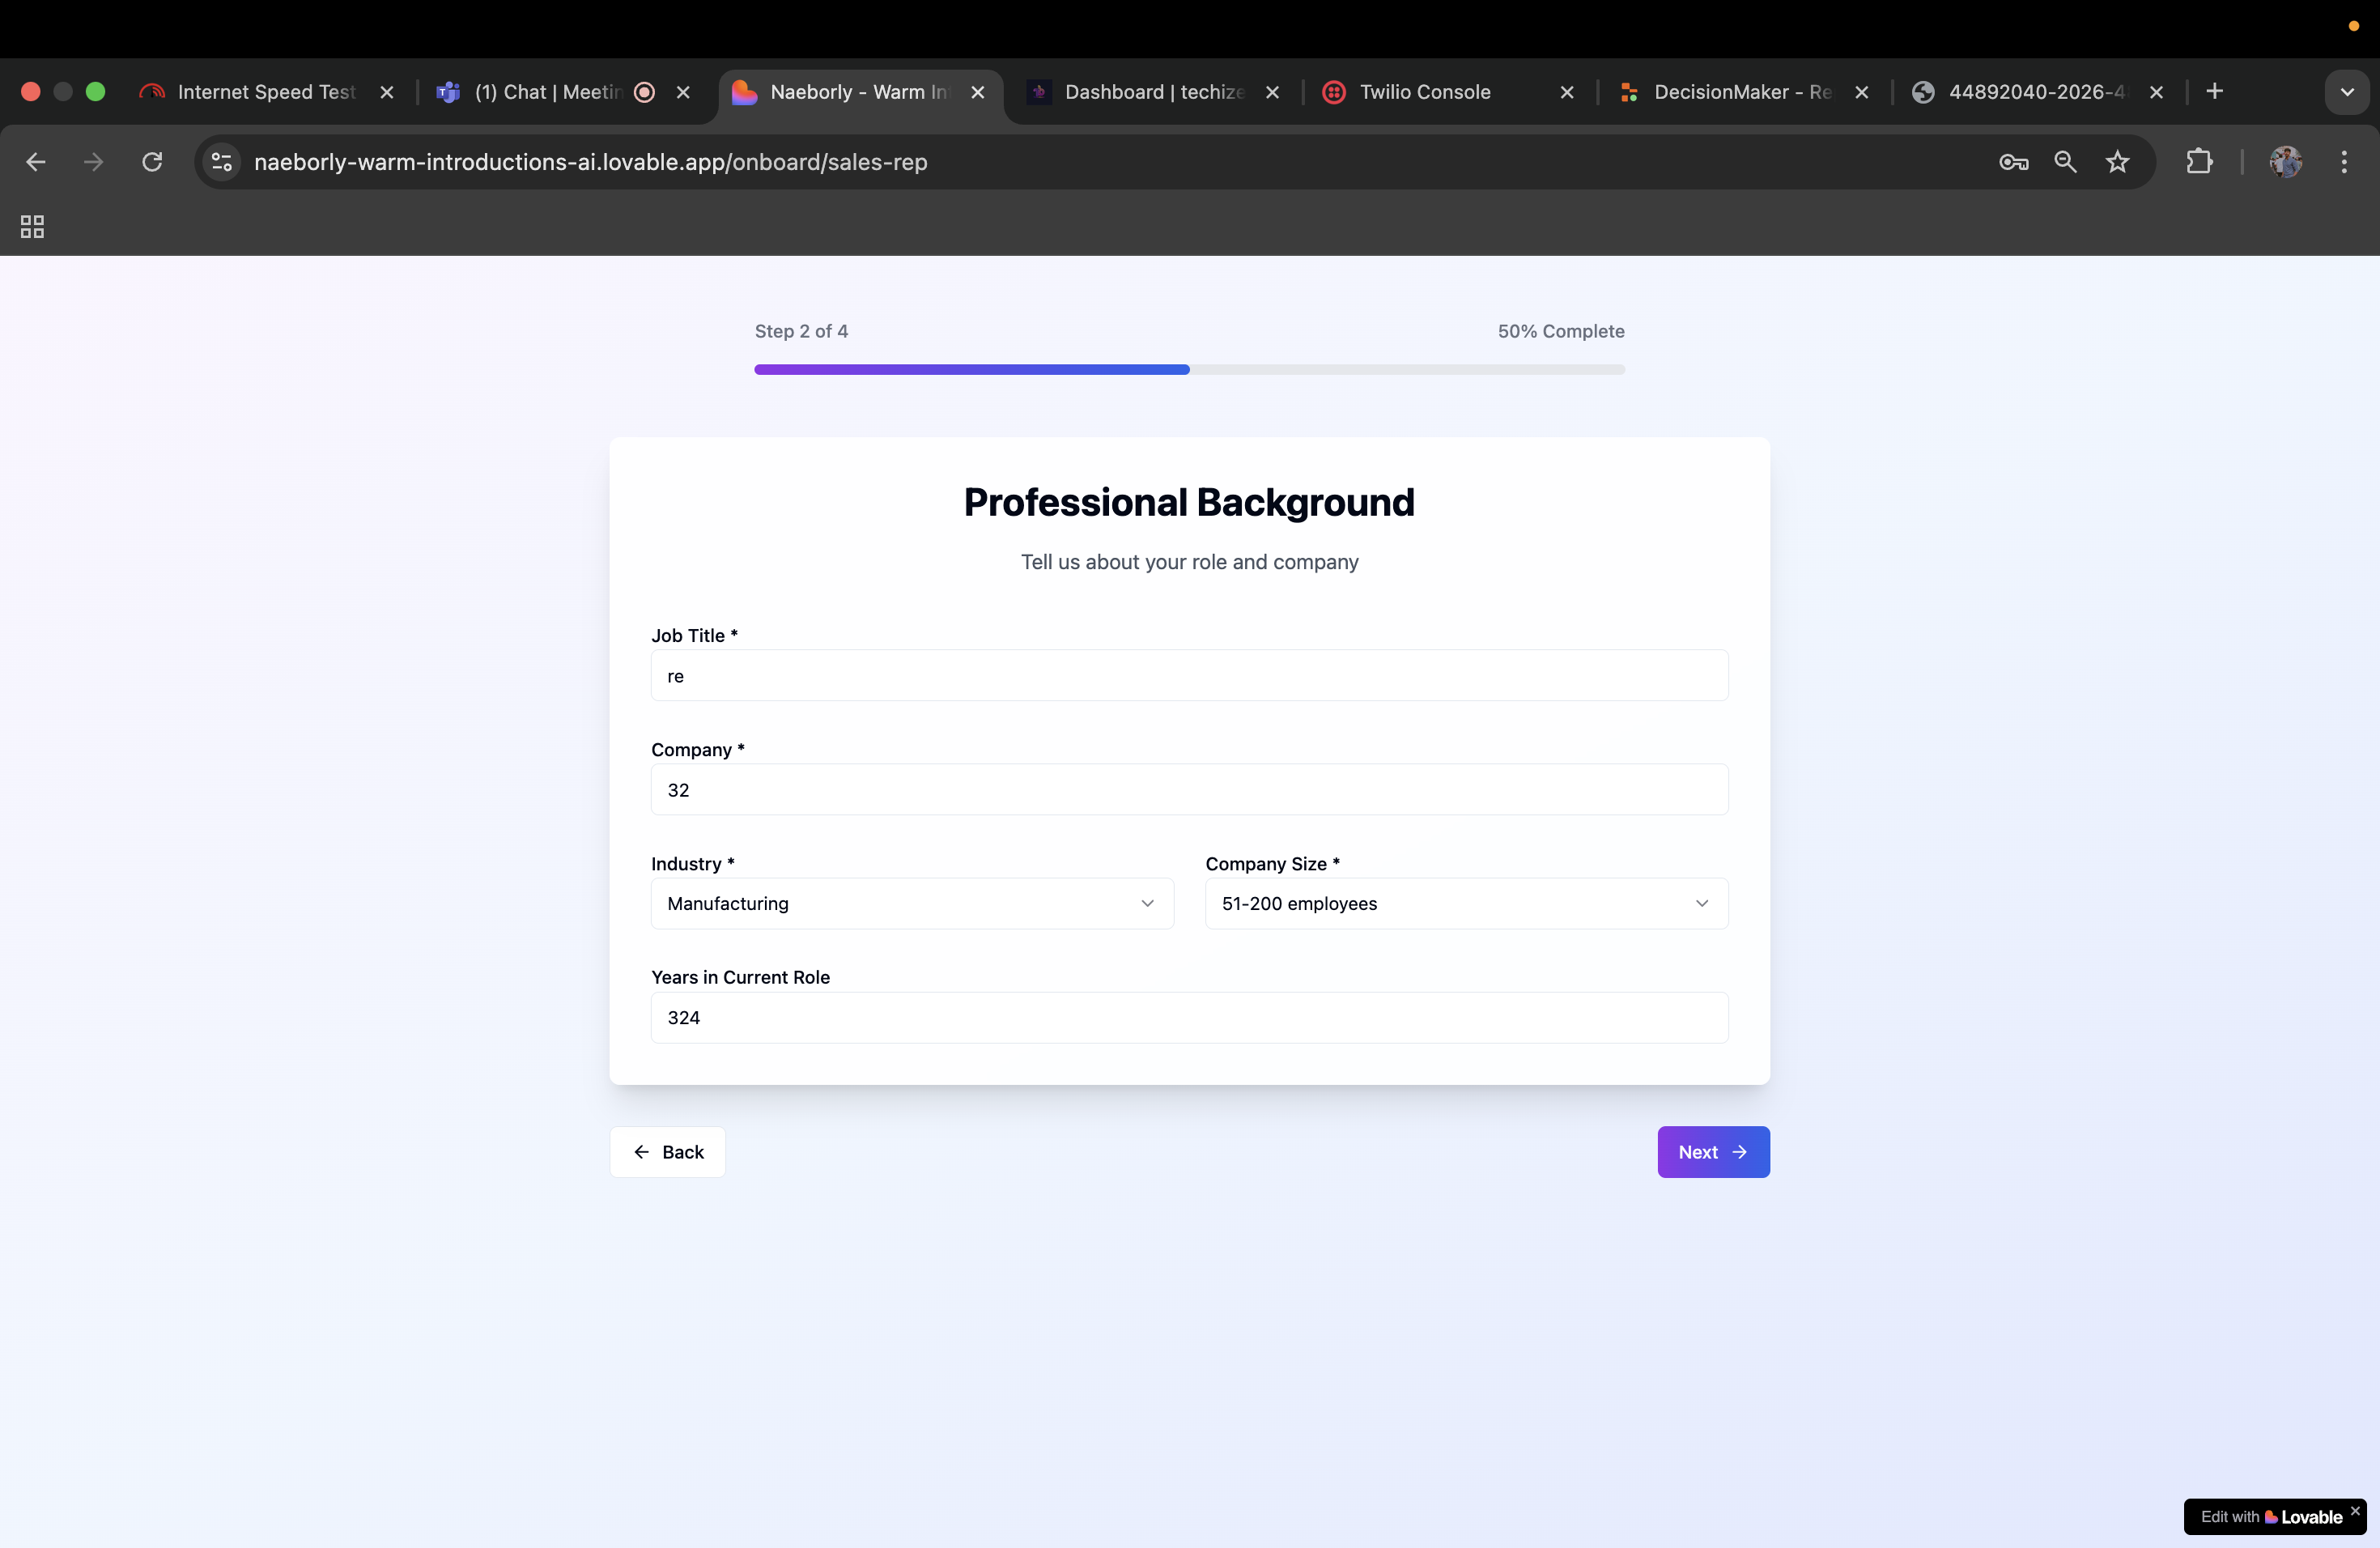 Internet Speed Test
(1) Chat | Meetin
Naeborly - Warm In
Dashboard | techize
Twilio Console
DecisionMaker - Re
44892040-2026-4
naeborly-warm-introductions-ai.lovable.app/onboard/sales-rep
Step 2 of 4
50% Complete
Professional Background
Tell us about your role and company
Job Title *
re
Company *
32
Industry *
Company Size *
Manufacturing
51-200 employees
Years in Current Role
324
Back
Next
Edit with Lovable